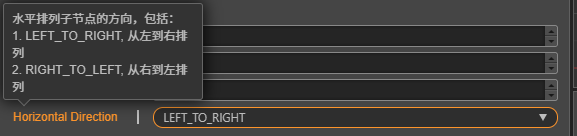 水平排列子节点的方向，包括：
1. LEFT_TO_RIGHT, 从左到右排
列
2. RIGHT_TO_LEFT, 从右到左排
列
Horizontal Direction
LEFT_TO_RIGHT